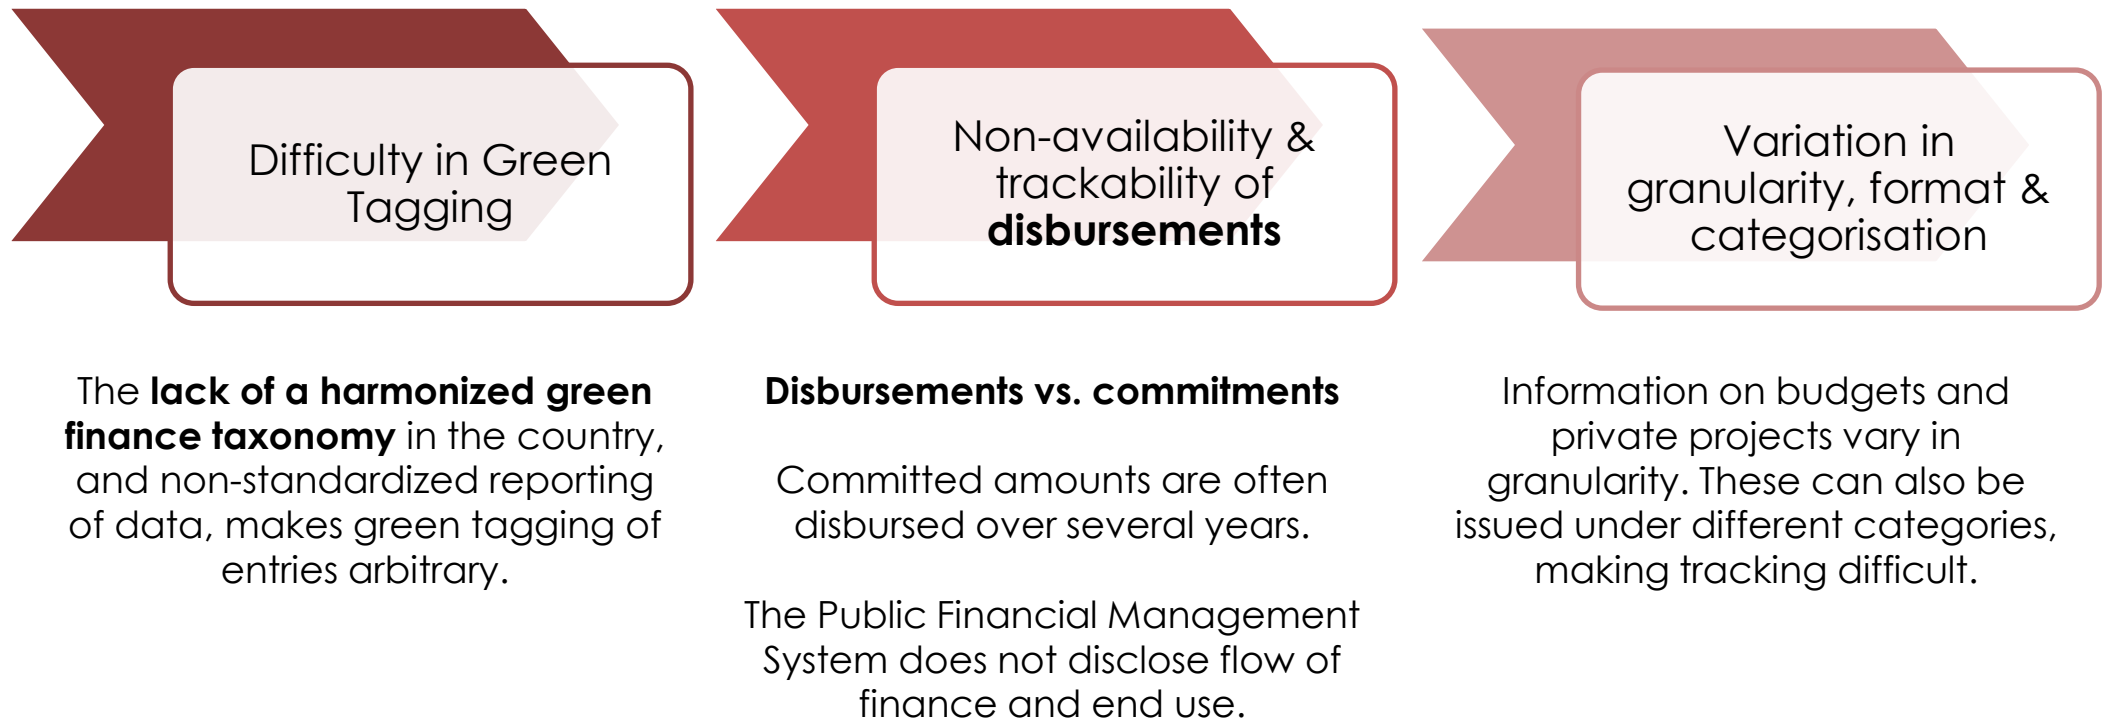 Difficulty in Green
Tagging
Non-availability &
trackability of
disbursements
Variation in
granularity, format &
categorisation
The lack of a harmonized green
finance taxonomy in the country,
and non-standardized reporting
of data, makes green tagging of
entries arbitrary.
Disbursements vs. commitments
Committed amounts are often
disbursed over several years.
The Public Financial Management
System does not disclose flow of
finance and end use.
Information on budgets and
private projects vary in
granularity. These can also be
issued under different categories,
making tracking difficult.